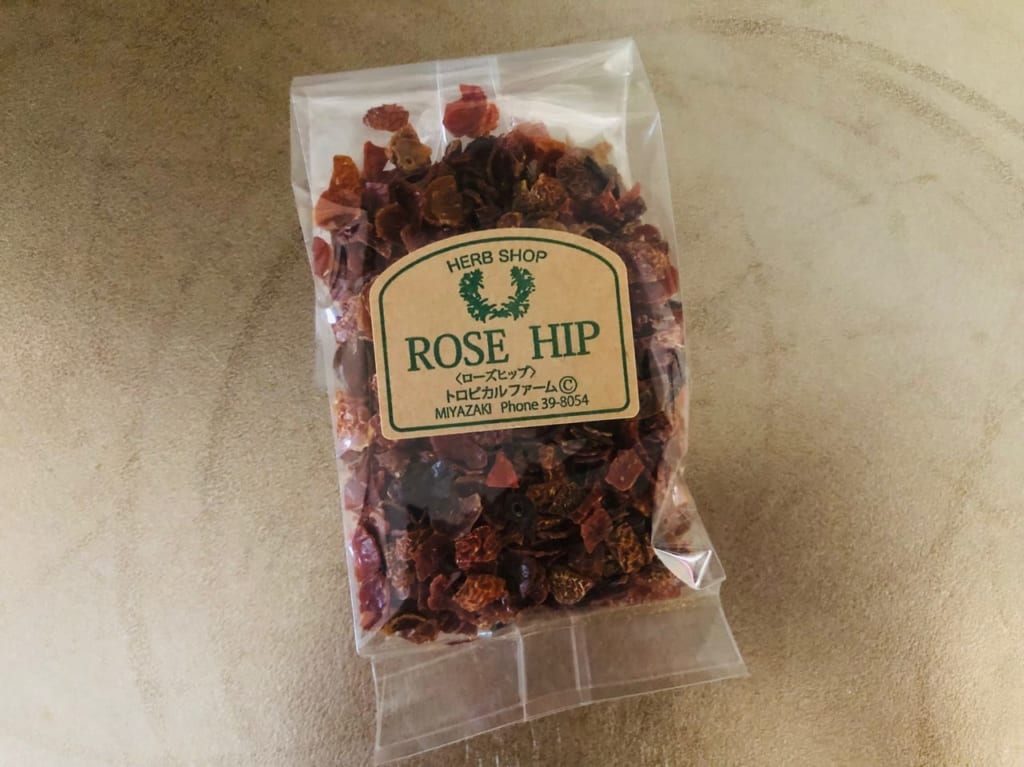 HERB SHOP
ROSE HIP
〈ローズヒップ〉
トロピカルファーム©
MIYAZAKI Phone 39-8054